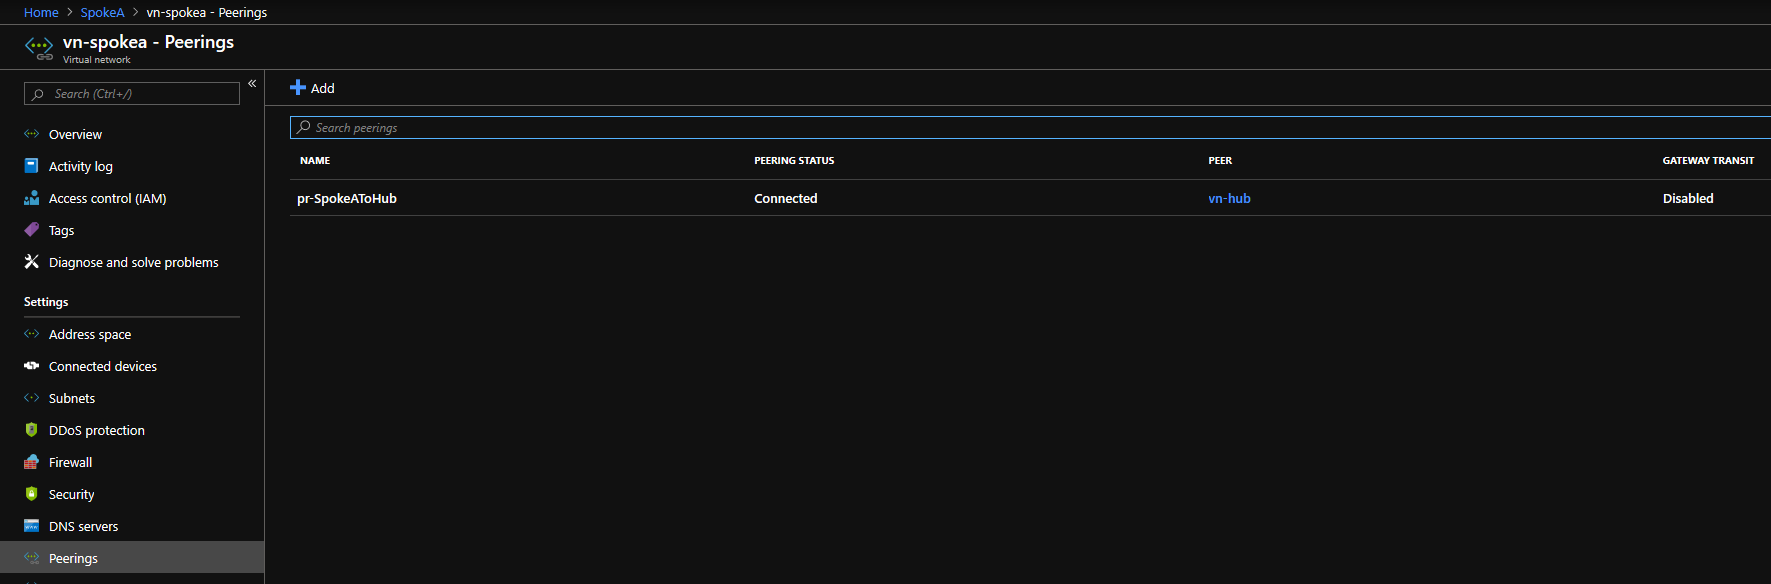 Home > SpokeA > vn-spokea - Peerings
vn-spokea - Peerings
Virtual network
Search (Ctrl+/)
«
Overview
Activity log
Access control (IAM)
Tags
Diagnose and solve problems
Settings
Address space
Connected devices
Subnets
DDoS protection
Firewall
Security
DNS servers
Peerings
Add
Search peerings
NAME PEERING STATUS PEER GATEWAY TRANSIT
pr-SpokeAToHub Connected vn-hub Disabled